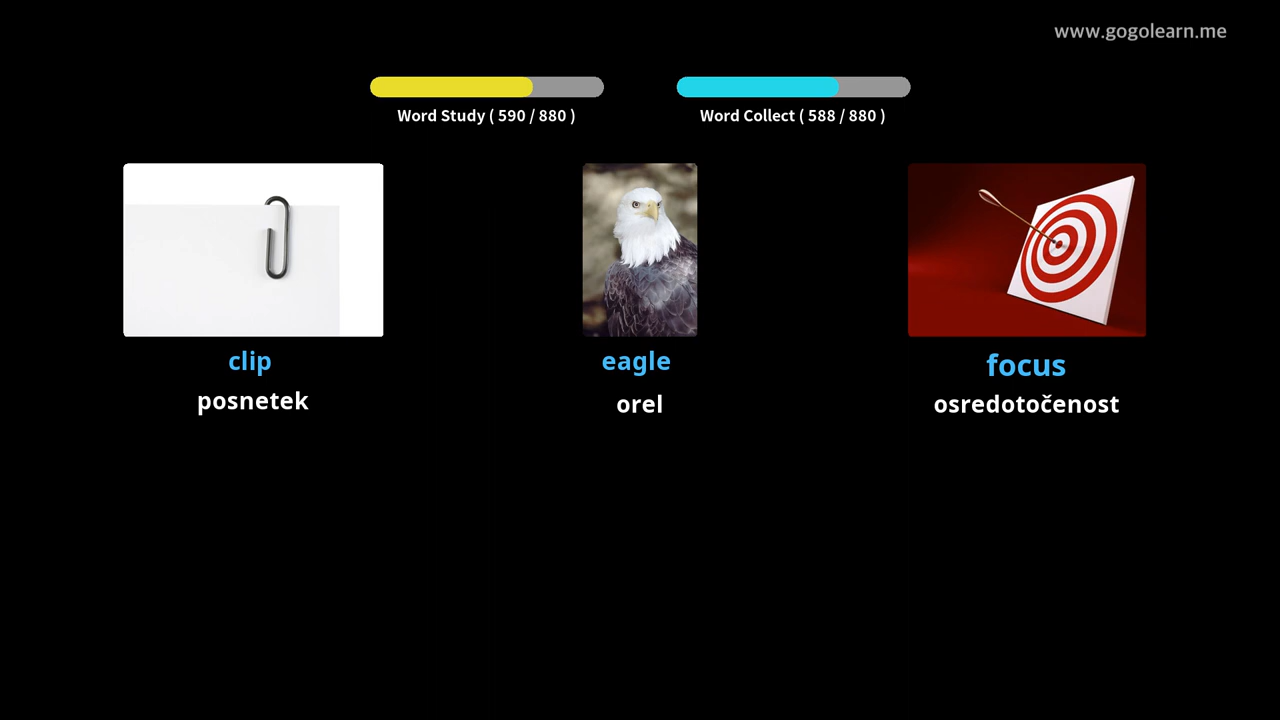 www.gogolearn.me
Word Study ( 590 / 880 )
Word Collect ( 588 / 880 )
clip
eagle
focus
posnetek
orel
osredotočenost